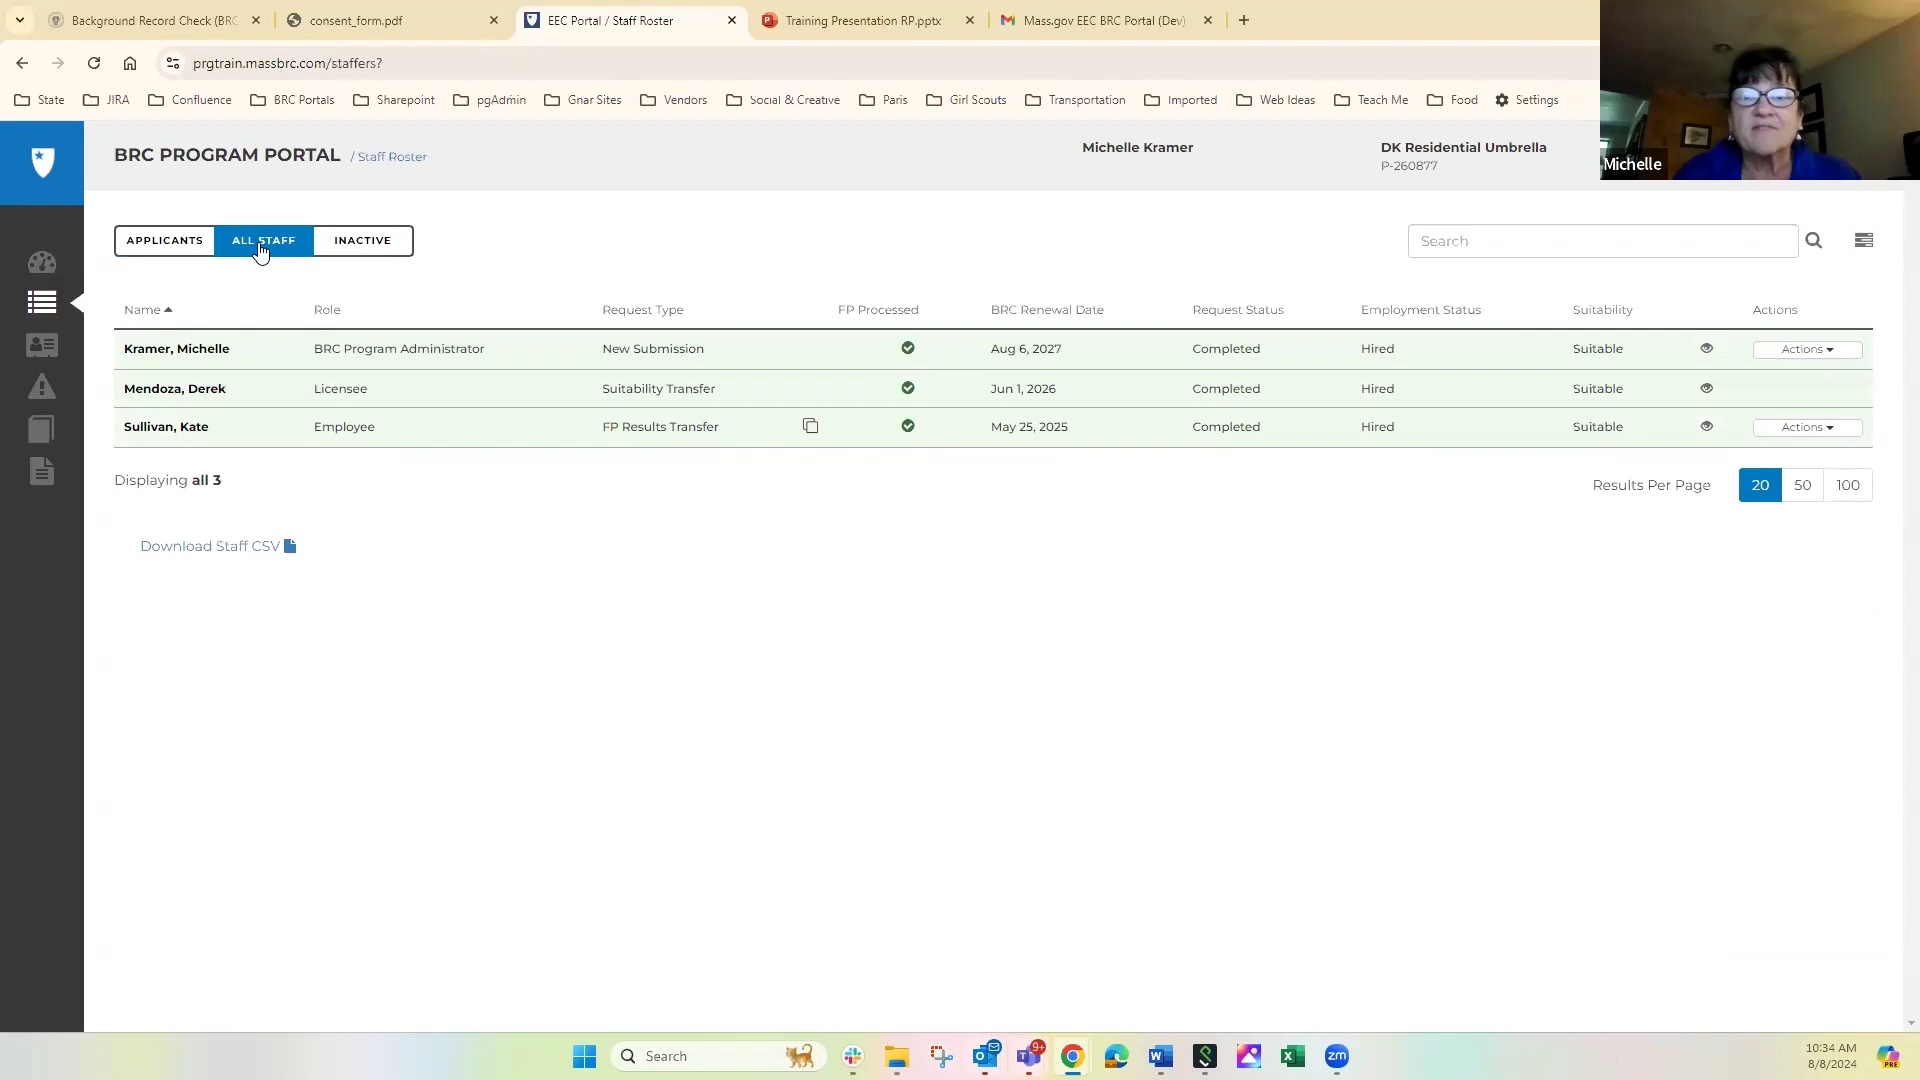 Background Record Check (BRC
consent_form.pdf
EEC Portal / Staff Roster
Training Presentation RP.pptx
Mass.gov EEC BRC Portal (Dev)
prgtrain.massbrc.com/staffers?
State JIRA Confluence BRC Portals Sharepoint pgAdmin Gnar Sites Vendors Social & Creative Paris Girl Scouts Transportation Imported Web Ideas Teach Me Food Settings
BRC PROGRAM PORTAL / Staff Roster
Michelle Kramer
DK Residential Umbrella
P-260877
Michelle
APPLICANTS ALL STAFF INACTIVE
Search
Name Role Request Type FP Processed BRC Renewal Date Request Status Employment Status Suitability Actions
Kramer, Michelle BRC Program Administrator New Submission Aug 6, 2027 Completed Hired Suitable Actions
Mendoza, Derek Licensee Suitability Transfer Jun 1, 2026 Completed Hired Suitable
Sullivan, Kate Employee FP Results Transfer May 25, 2025 Completed Hired Suitable Actions
Displaying all 3
Results Per Page 20 50 100
Download Staff CSV
Search
9+
zm
PRE
10:34 AM
8/8/2024